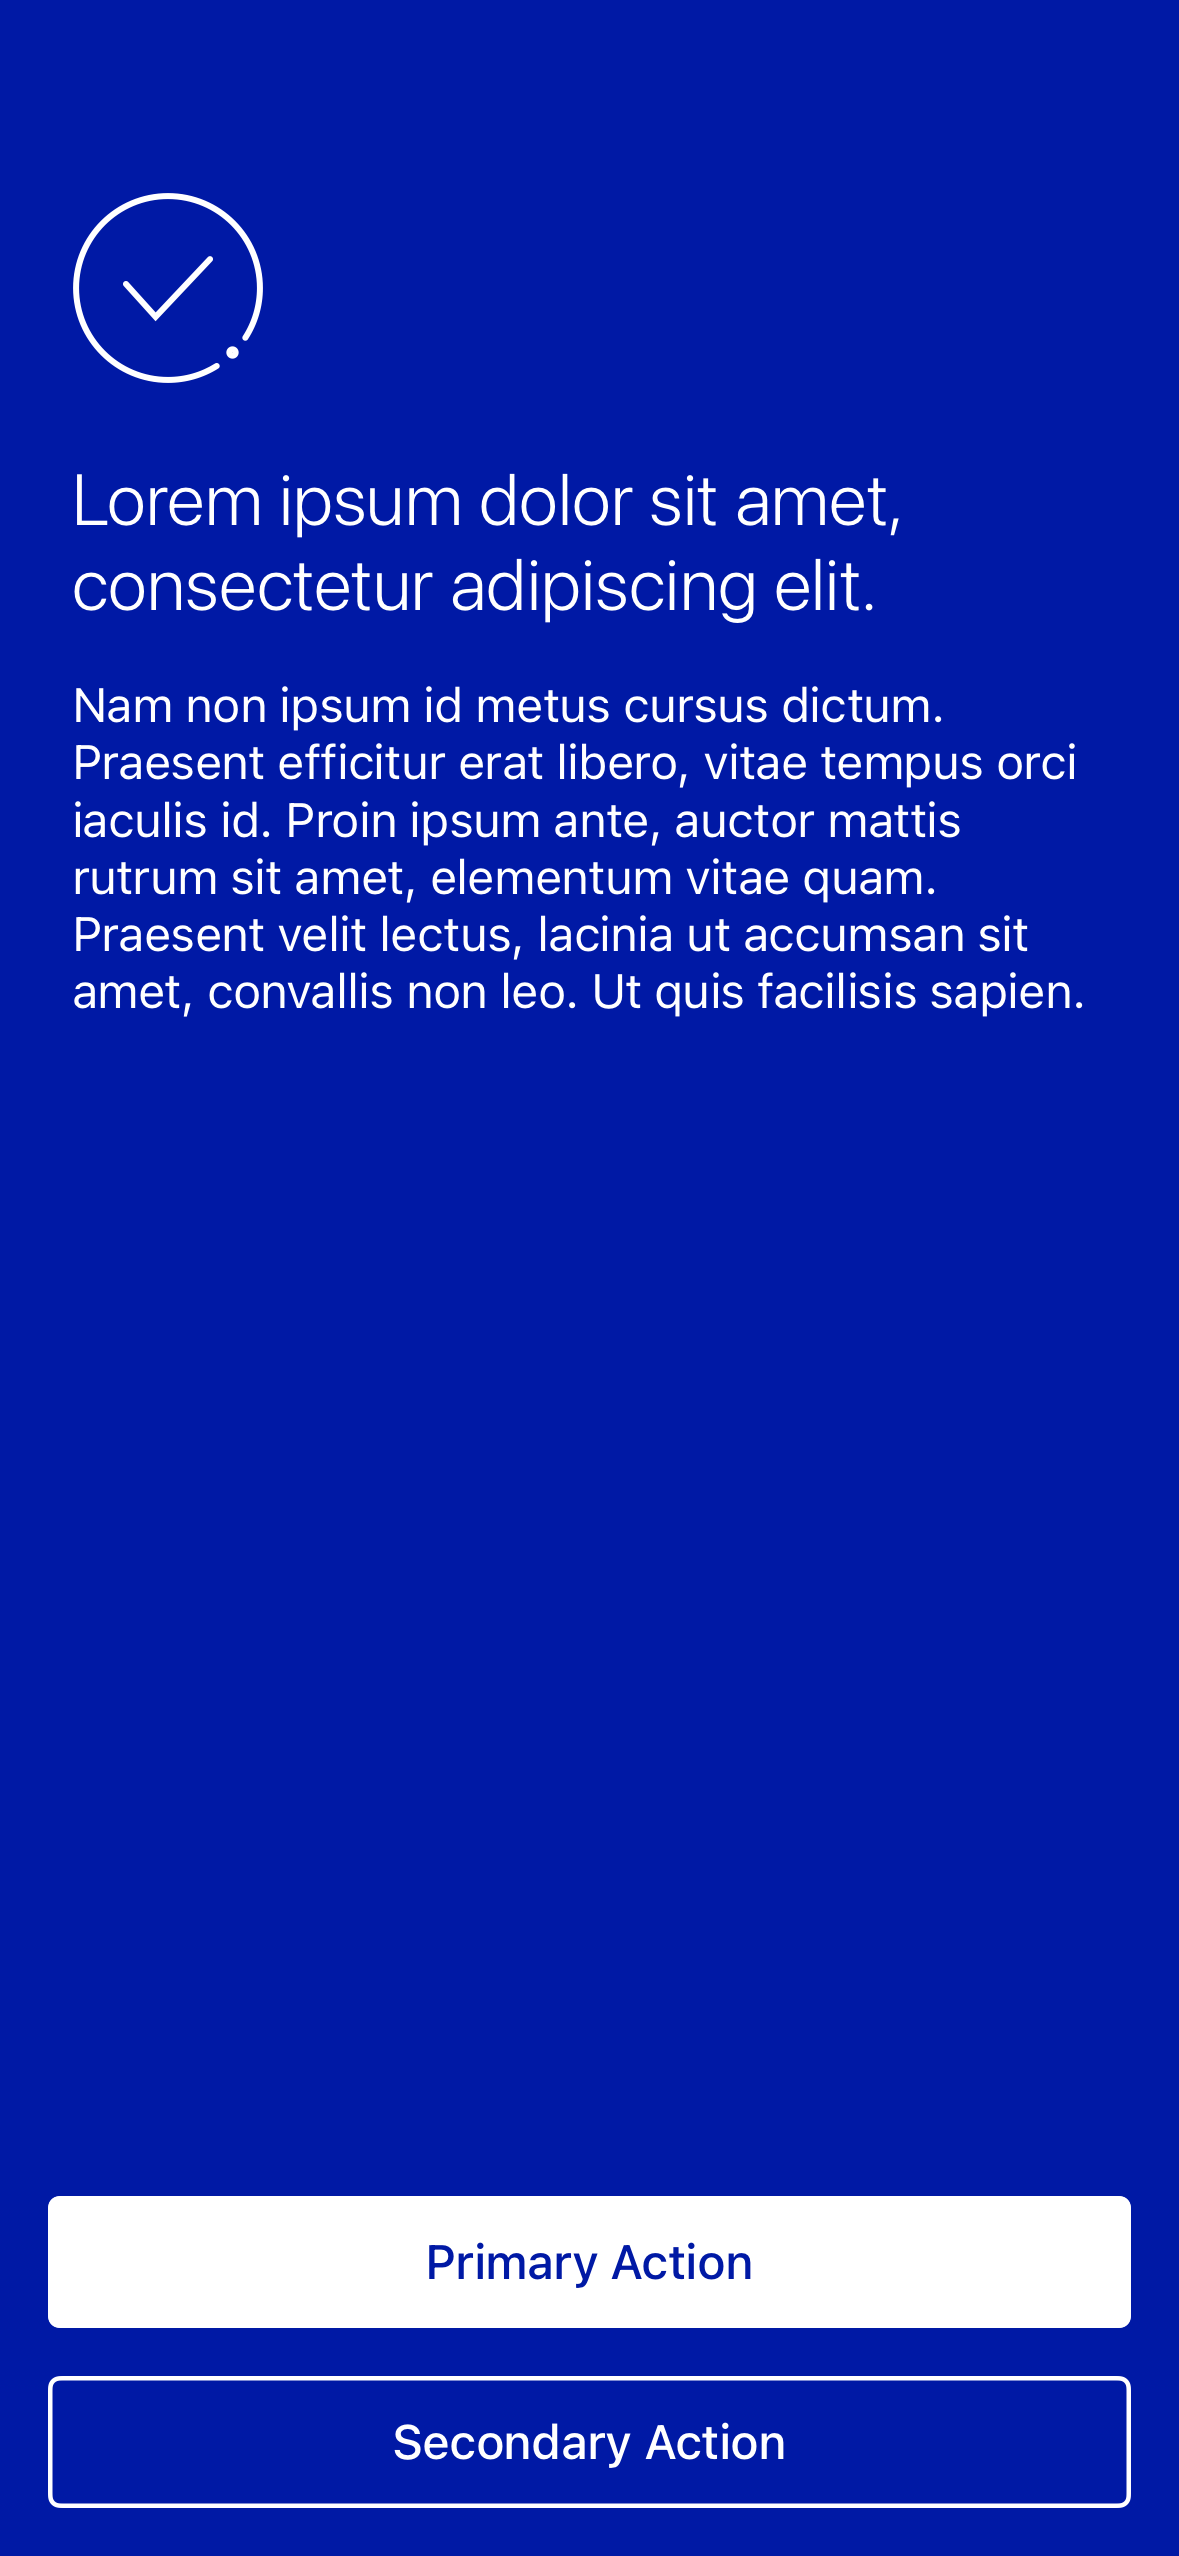 Lorem ipsum dolor sit amet,
consectetur adipiscing elit.
Nam non ipsum id metus cursus dictum.
Praesent efficitur erat libero, vitae tempus orci
iaculis id. Proin ipsum ante, auctor mattis
rutrum sit amet, elementum vitae quam.
Praesent velit lectus, lacinia ut accumsan sit
amet, convallis non leo. Ut quis facilisis sapien.
Primary Action
Secondary Action